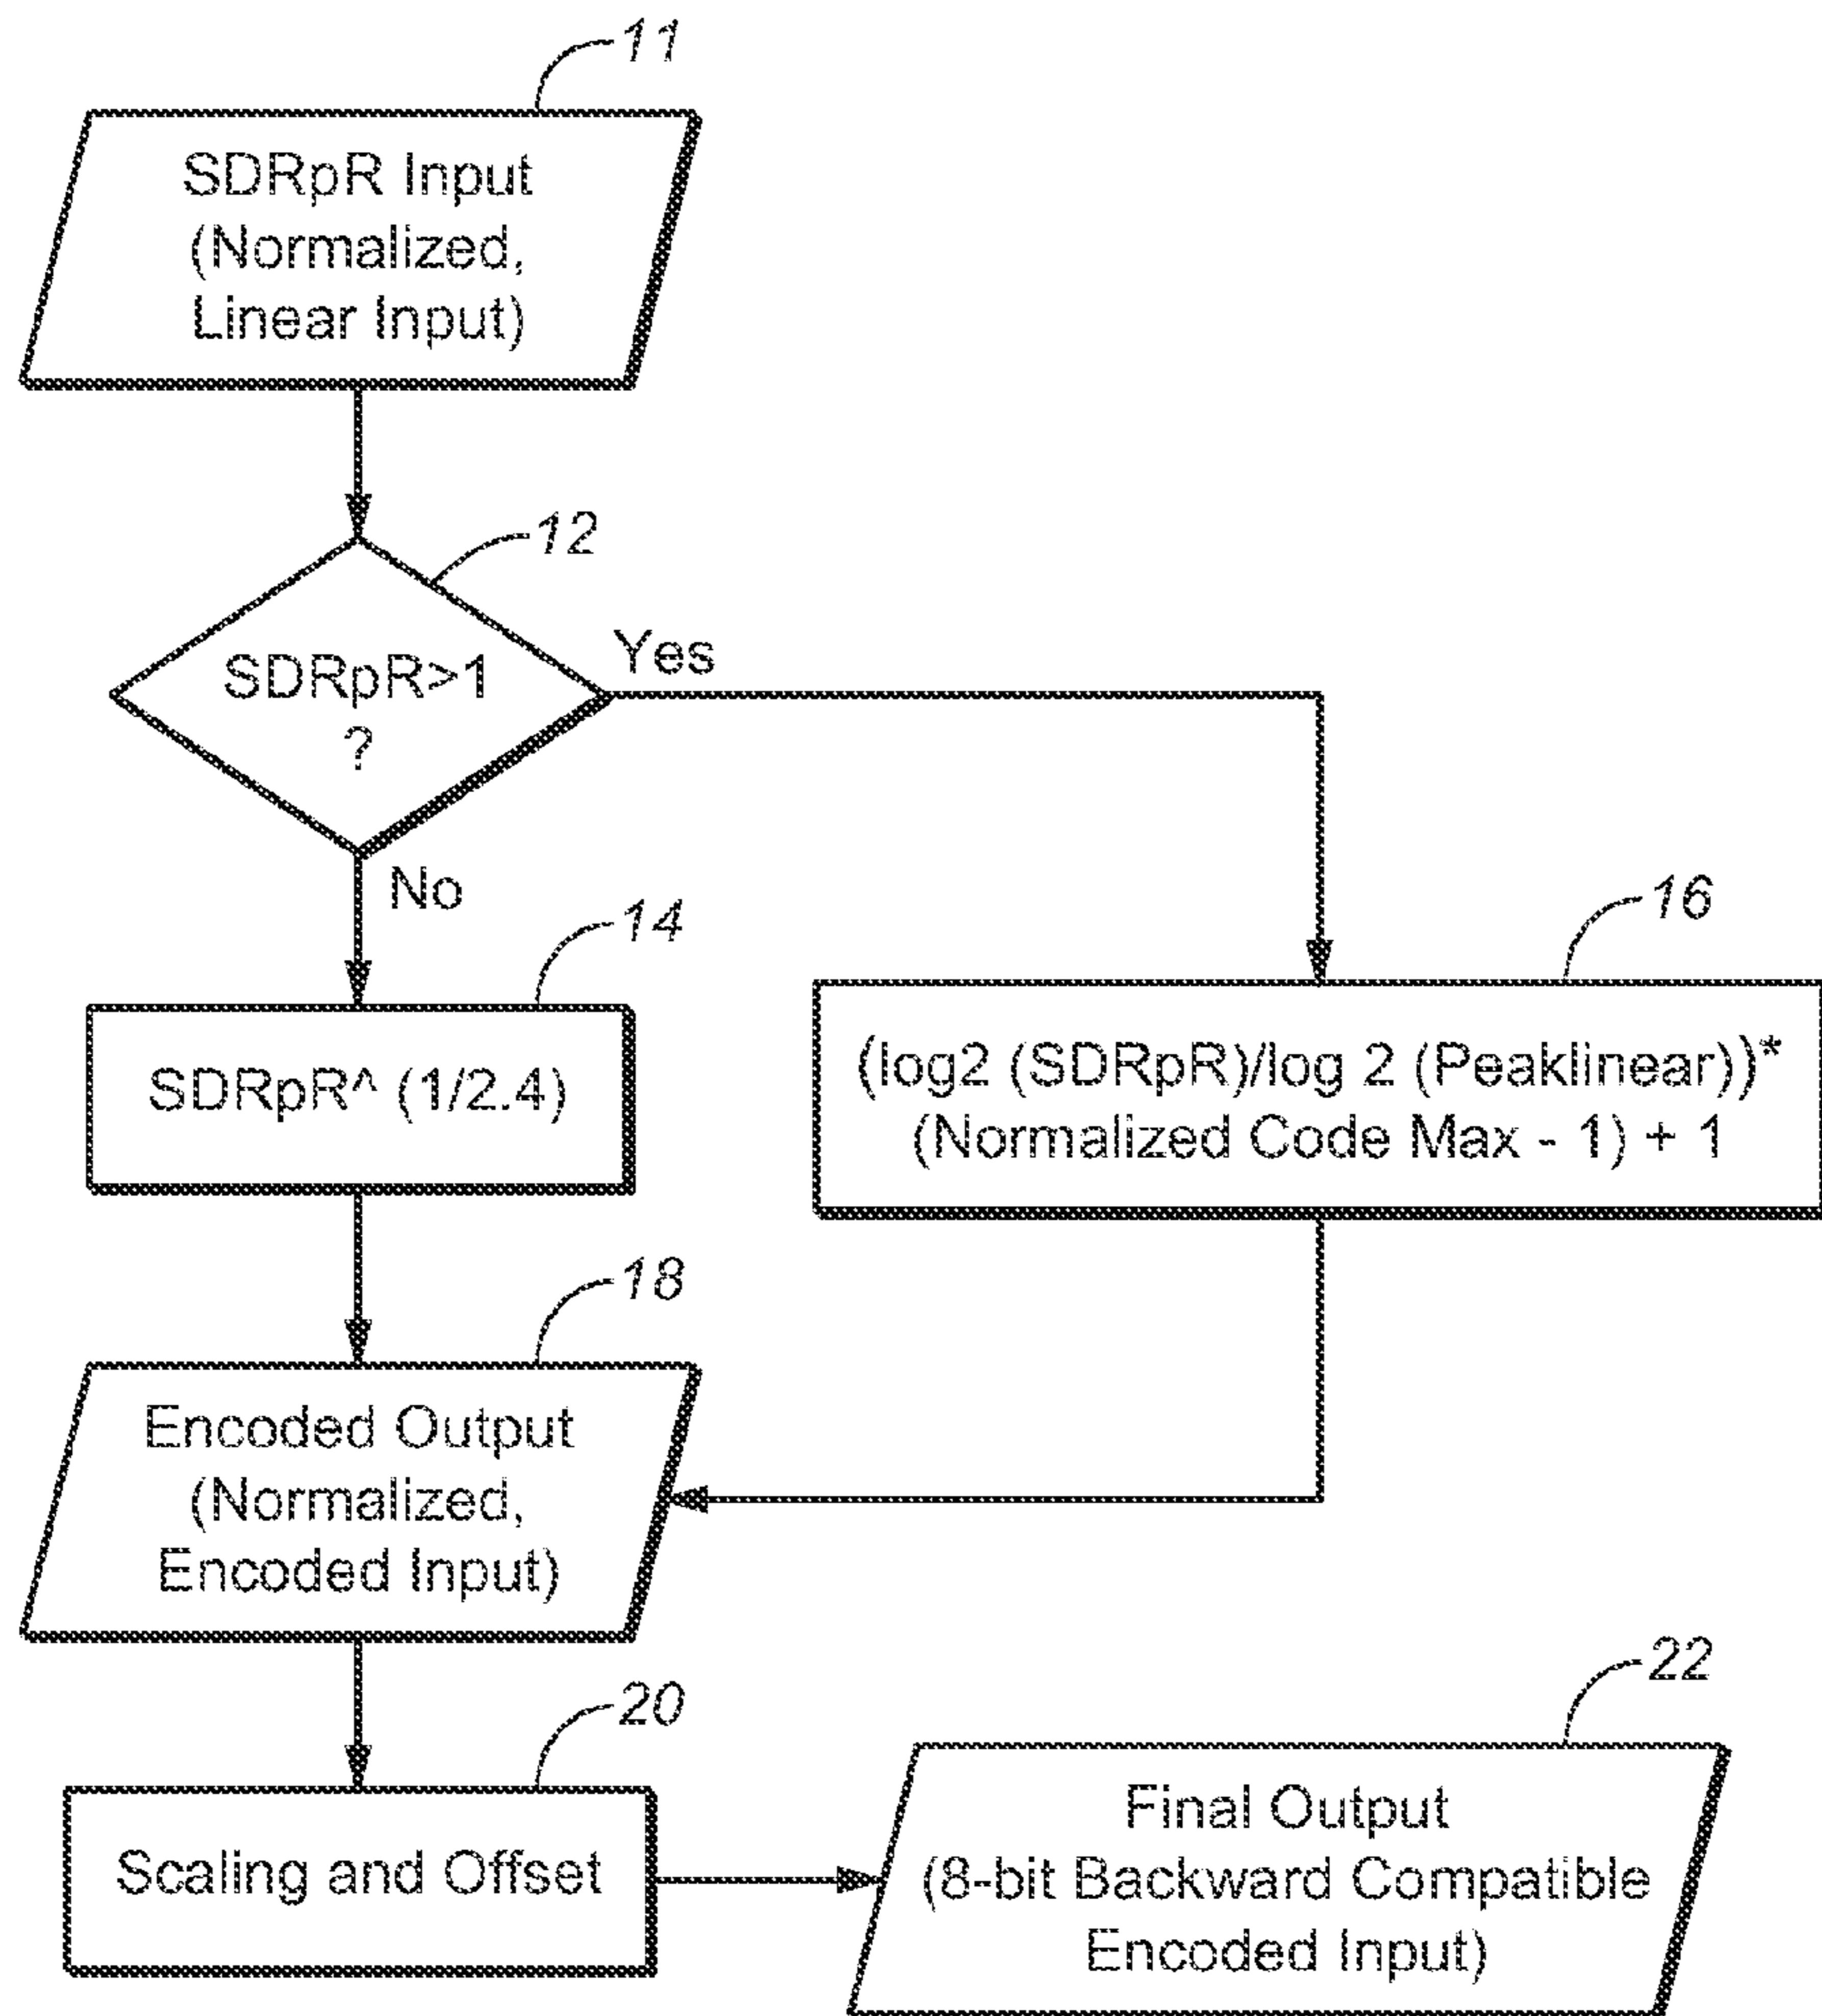 11
SDRpR Input
(Normalized,
Linear Input)
12
SDRpR>1
?
Yes
No
14
SDRpR^ (1/2.4)
16
(log2 (SDRpR)/log 2 (Peaklinear))*
(Normalized Code Max - 1) + 1
18
Encoded Output
(Normalized,
Encoded Input)
20
Scaling and Offset
22
Final Output
(8-bit Backward Compatible
Encoded Input)